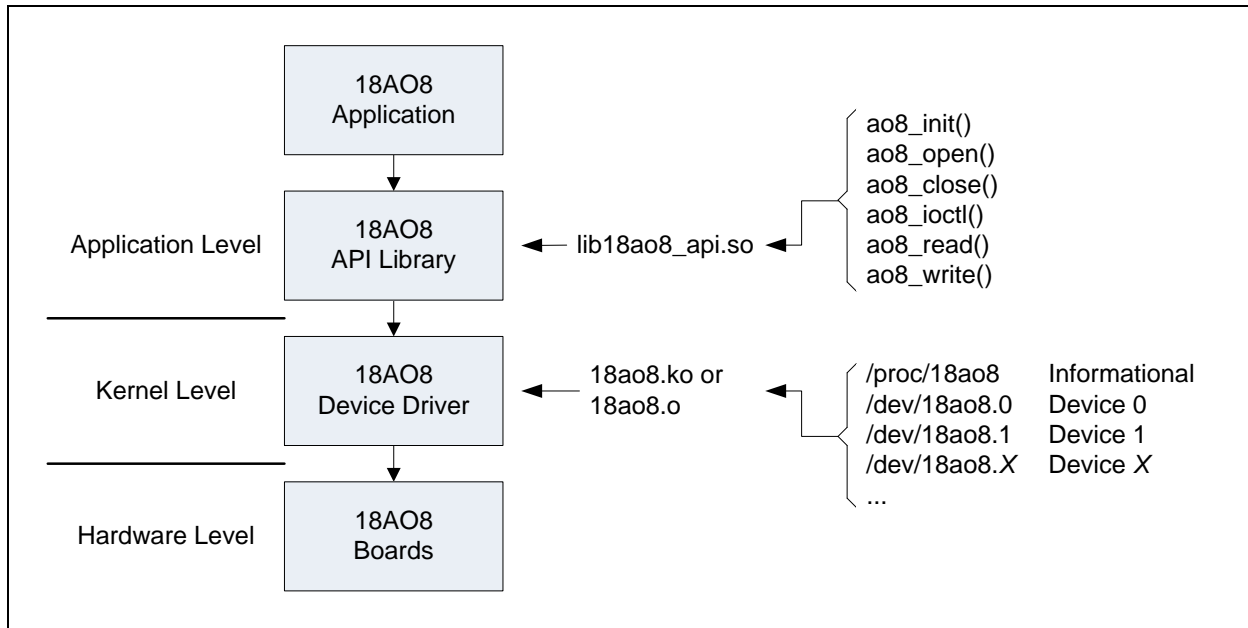 18AO8
Application
Application Level
18AO8
API Library
lib18ao8_api.so
ao8_init()
ao8_open()
ao8_close()
ao8_ioctl()
ao8_read()
ao8_write()
Kernel Level
18AO8
Device Driver
18ao8.ko or
18ao8.o
/proc/18ao8 Informational
/dev/18ao8.0 Device 0
/dev/18ao8.1 Device 1
/dev/18ao8.X Device X
...
Hardware Level
18AO8
Boards